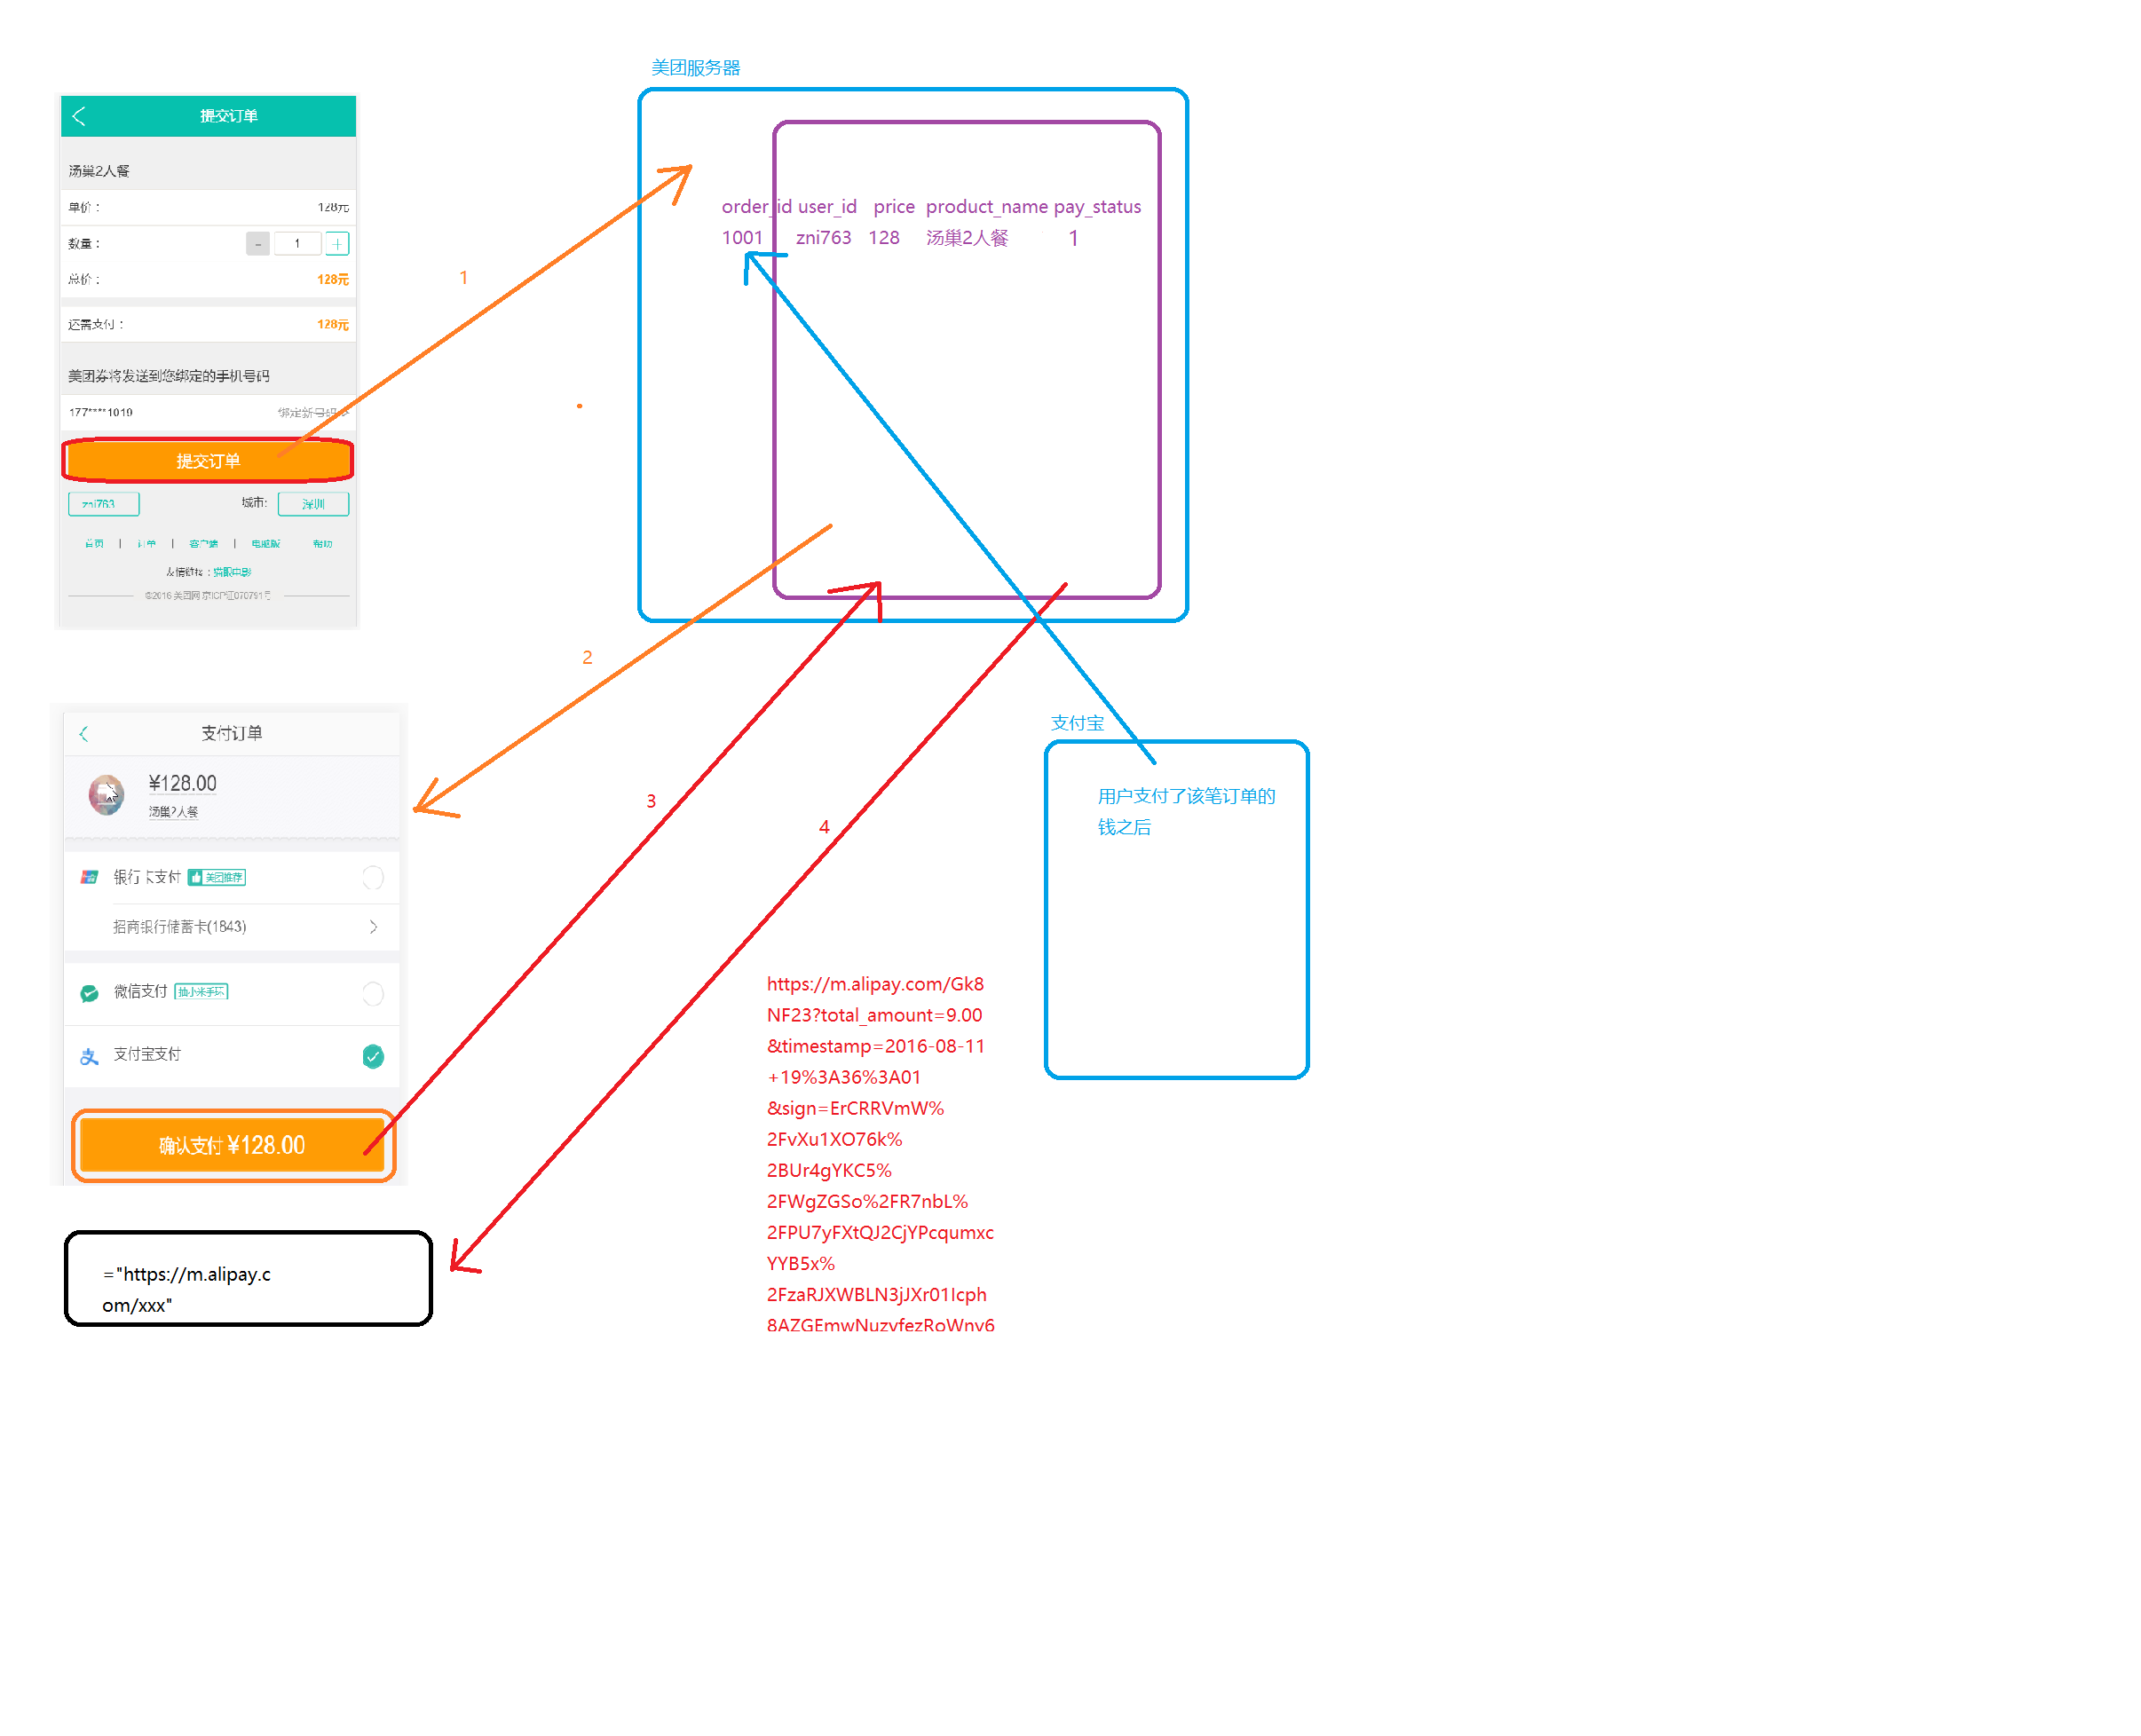 美团服务器
提交订单
汤巢2人餐
单价：
128元
数量：
-
1
+
总价：
128元
还需支付：
128元
美团券将发送到您绑定的手机号码
177****1019
绑定新号码 >
提交订单
zni763
城市:
深圳
首页 | 订单 | 客户端 | 电脑版 帮助
友情链接：猫眼电影
©2016 美团网 京ICP证070791号
1
order_id user_id price product_name pay_status
1001 zni763 128 汤巢2人餐 1
2
支付订单
¥128.00
汤巢2人餐
银行卡支付 美团推荐
招商银行储蓄卡(1843)
微信支付 抽小米手环
支付宝支付
确认支付 ¥128.00
3
4
支付宝
用户支付了该笔订单的
钱之后
="https://m.alipay.c
om/xxx"
https://m.alipay.com/Gk8
NF23?total_amount=9.00
&timestamp=2016-08-11
+19%3A36%3A01
&sign=ErCRRVmW%
2FvXu1XO76k%
2BUr4gYKC5%
2FWgZGSo%2FR7nbL%
2FPU7yFXtQJ2CjYPcqumxc
YYB5x%
2FzaRJXWBLN3jJXr01Icph
8AZGEmwNuzvfezRoWnv6